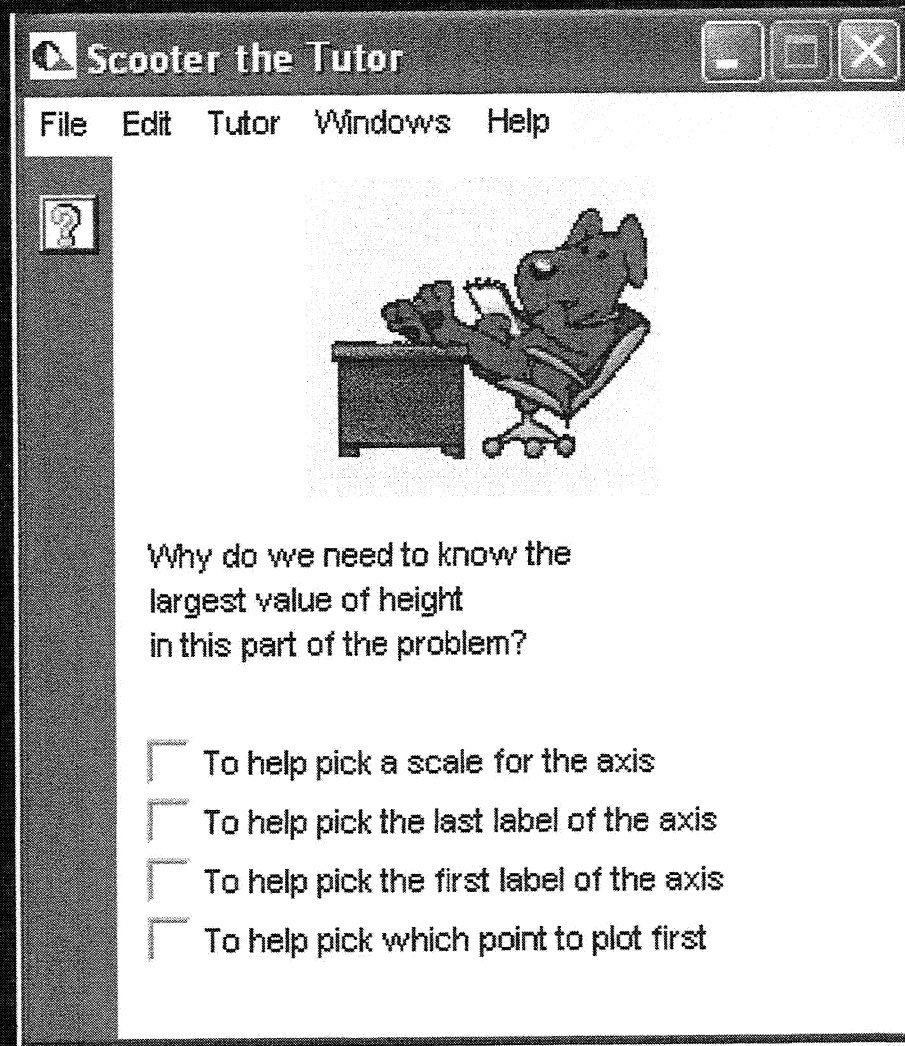 Scooter the Tutor
File Edit Tutor Windows Help
?
Why do we need to know the
largest value of height
in this part of the problem?
To help pick a scale for the axis
To help pick the last label of the axis
To help pick the first label of the axis
To help pick which point to plot first